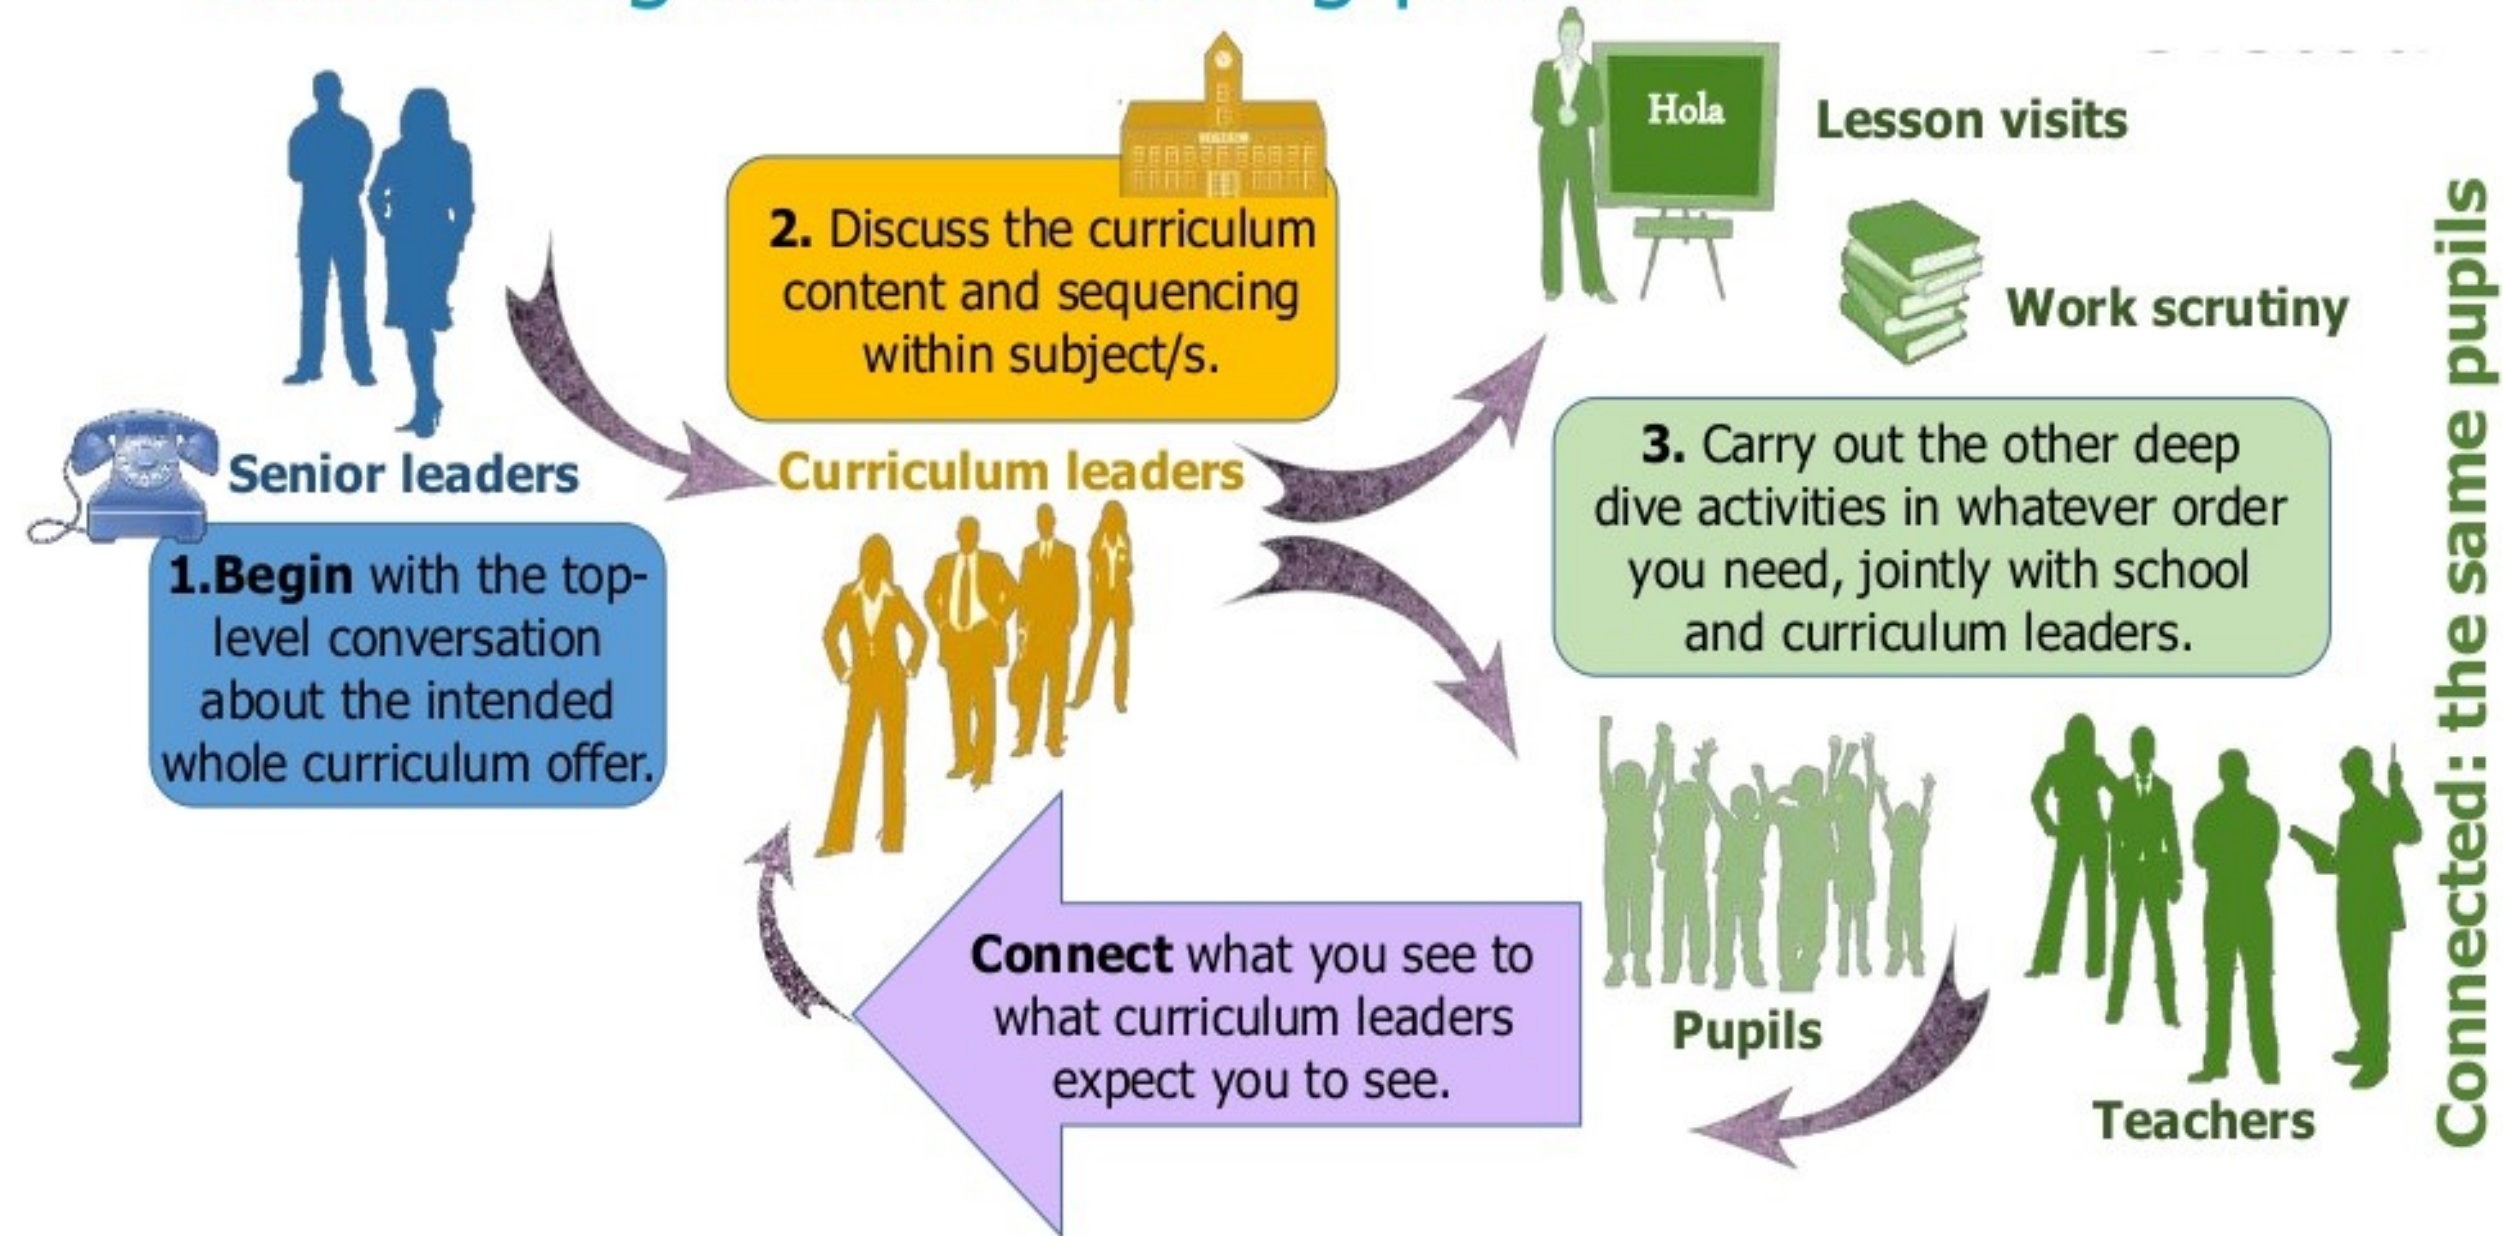 Hola
Lesson visits
2. Discuss the curriculum
content and sequencing
within subject/s.
Work scrutiny
Senior leaders
Curriculum leaders
1.Begin with the top-
level conversation
about the intended
whole curriculum offer.
3. Carry out the other deep
dive activities in whatever order
you need, jointly with school
and curriculum leaders.
Connect what you see to
what curriculum leaders
expect you to see.
Pupils
Teachers
Connected: the same pupils